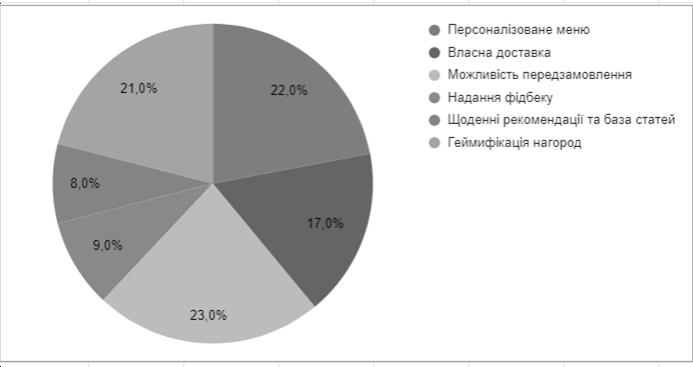 Персоналізоване меню
Власна доставка
Можливість передзамовлення
Надання фідбеку
Щоденні рекомендації та база статей
Геймифікація нагород
21,0%
22,0%
8,0%
17,0%
9,0%
23,0%